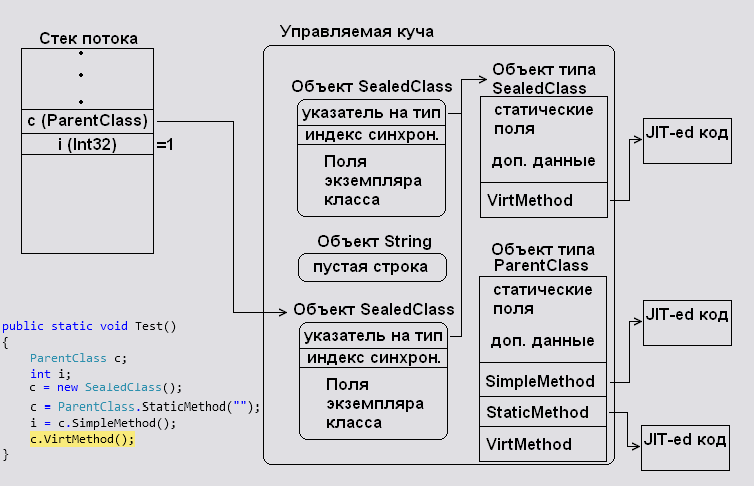 Стек потока
c (ParentClass)
i (Int32)
=1
Управляемая куча
Объект SealedClass
указатель на тип
индекс синхрон.
Поля
экземпляра
класса
Объект String
пустая строка
Объект SealedClass
указатель на тип
индекс синхрон.
Поля
экземпляра
класса
Объект типа
SealedClass
статические
поля
доп. данные
VirtMethod
JIT-ed код
Объект типа
ParentClass
статические
поля
доп. данные
SimpleMethod
StaticMethod
VirtMethod
JIT-ed код
JIT-ed код
public static void Test()
{
ParentClass c;
int i;
c = new SealedClass();
c = ParentClass.StaticMethod("");
i = c.SimpleMethod();
c.VirtMethod();
}